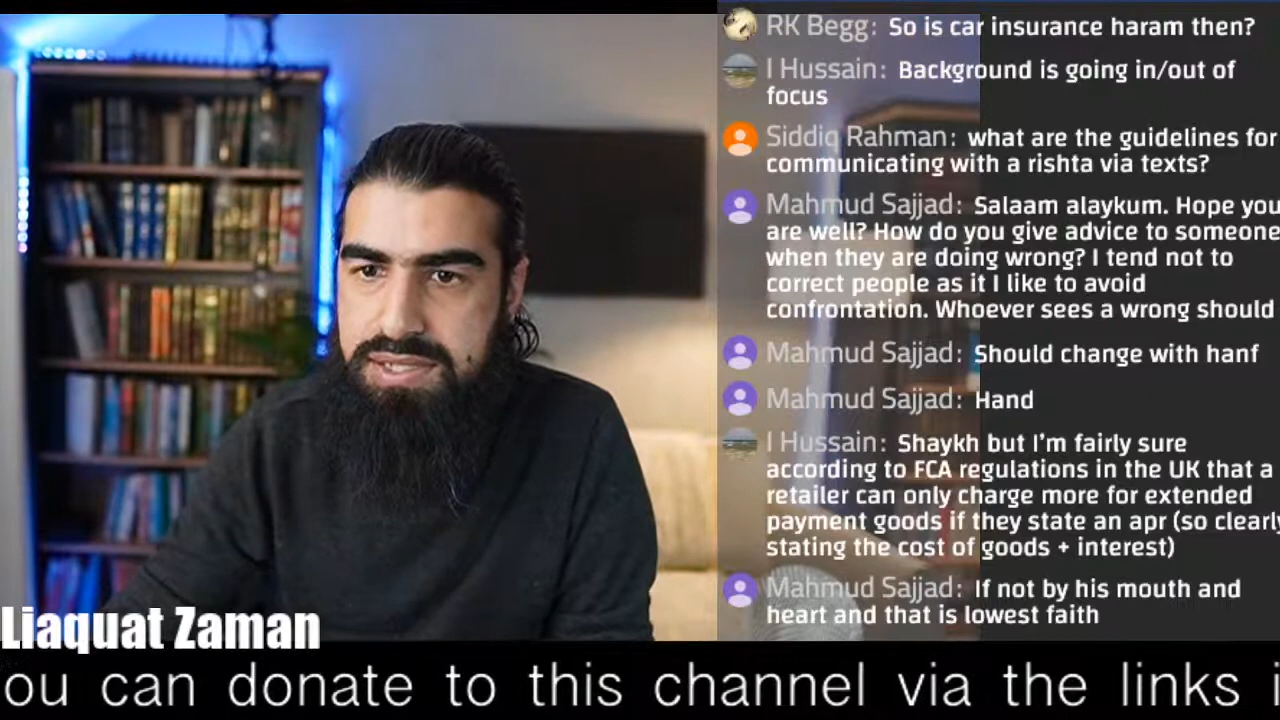 RK Begg: So is car insurance haram then?
I Hussain: Background is going in/out of
focus
Siddiq Rahman: what are the guidelines for
communicating with a rishta via texts?
Mahmud Sajjad: Salaam alaykum. Hope you
are well? How do you give advice to someone
when they are doing wrong? I tend not to
correct people as it I like to avoid
confrontation. Whoever sees a wrong should
Mahmud Sajjad: Should change with hanf
Mahmud Sajjad: Hand
I Hussain: Shaykh but I'm fairly sure
according to FCA regulations in the UK that a
retailer can only charge more for extended
payment goods if they state an apr (so clearly
stating the cost of goods + interest)
Mahmud Sajjad: If not by his mouth and
heart and that is lowest faith
Liaquat Zaman
ou can donate to this channel via the links i